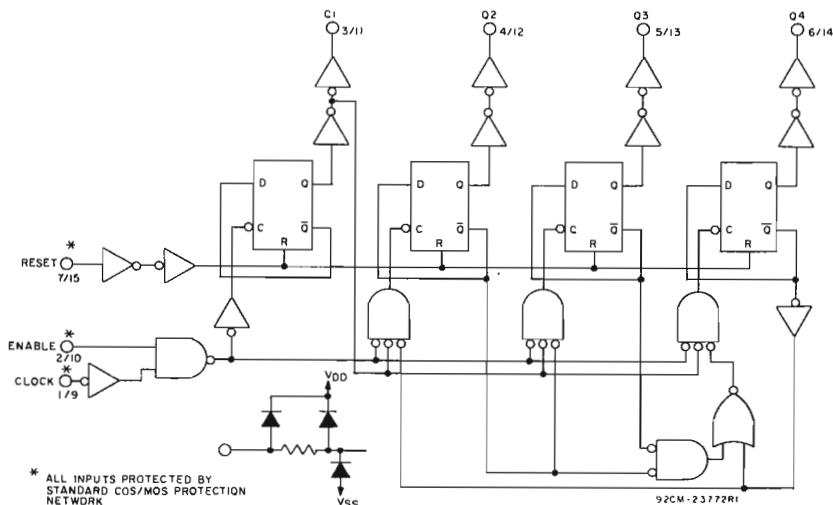 C1 Q2 Q3 Q4
3/11 4/12 5/13 6/14
D Q D Q D Q D Q
C Q̅ C Q̅ C Q̅ C Q̅
R R R R
*
RESET
7/15
*
ENABLE
2/10
*
CLOCK
1/9
VDD
VSS
* ALL INPUTS PROTECTED BY
STANDARD COS/MOS PROTECTION
NETWORK
92CM-23772R1